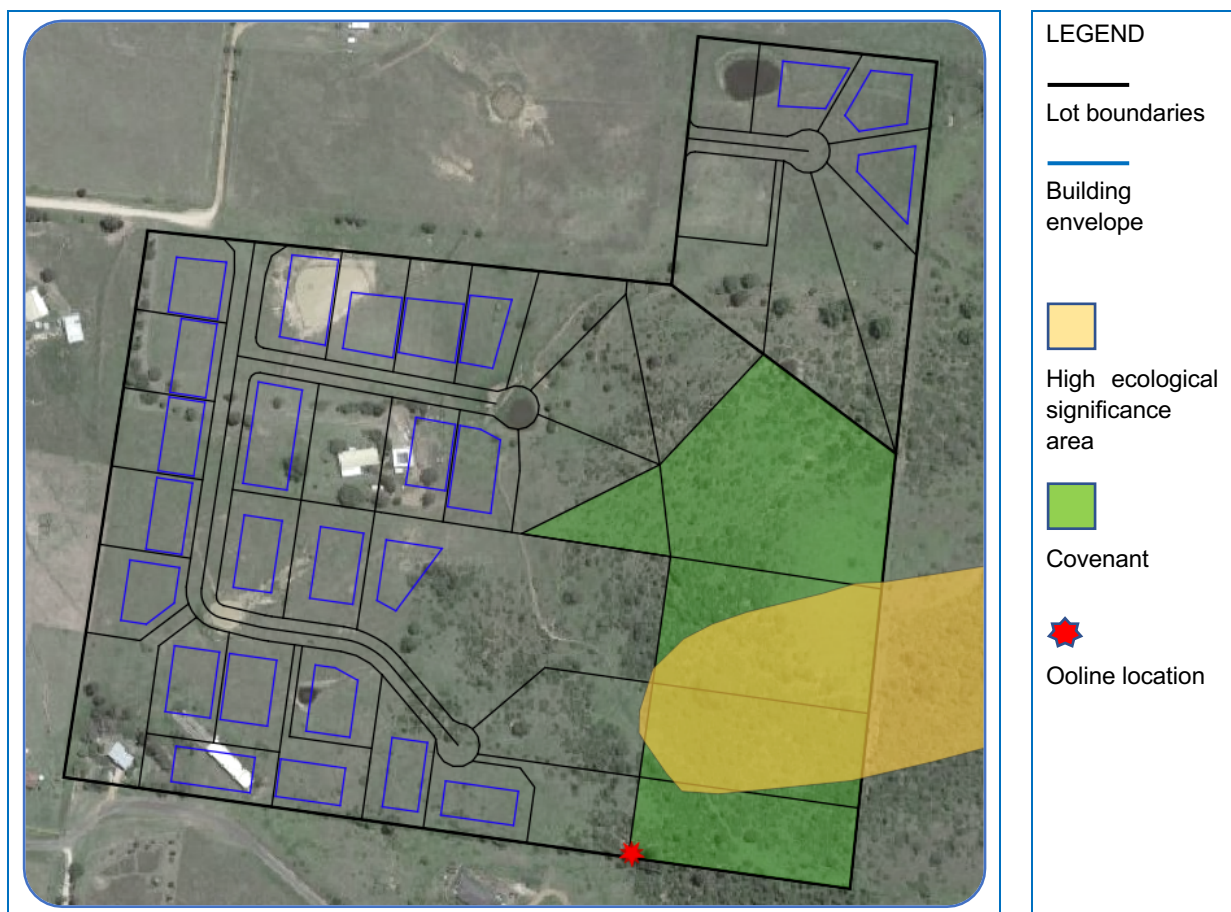 LEGEND
Lot boundaries
Building
envelope
High ecological
significance
area
Covenant
Ooline location